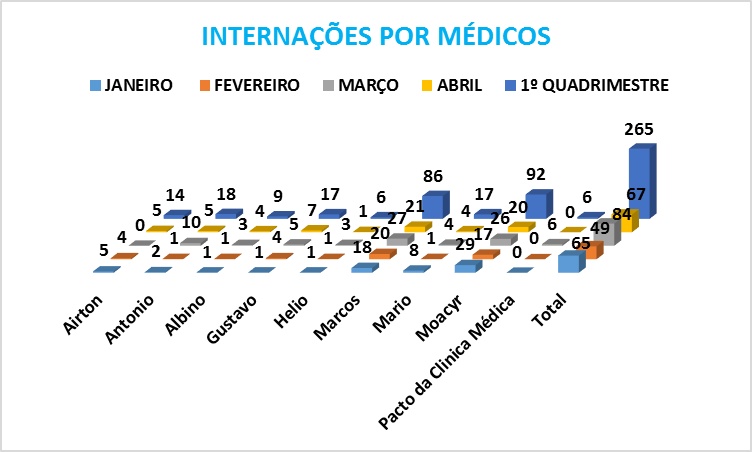 INTERNAÇÕES POR MÉDICOS
JANEIRO FEVEREIRO MARÇO ABRIL 1º QUADRIMESTRE
14 18 9 17 6 86 17 92 6 265
5 5 4 7 1 21 4 20 0 67
0 10 3 5 3 27 4 26 6 84
4 1 1 4 1 20 1 17 0 49
5 2 1 1 1 18 8 29 0 65
Airton Antonio Albino Gustavo Helio Marcos Mario Moacyr Pacto da Clinica Médica Total